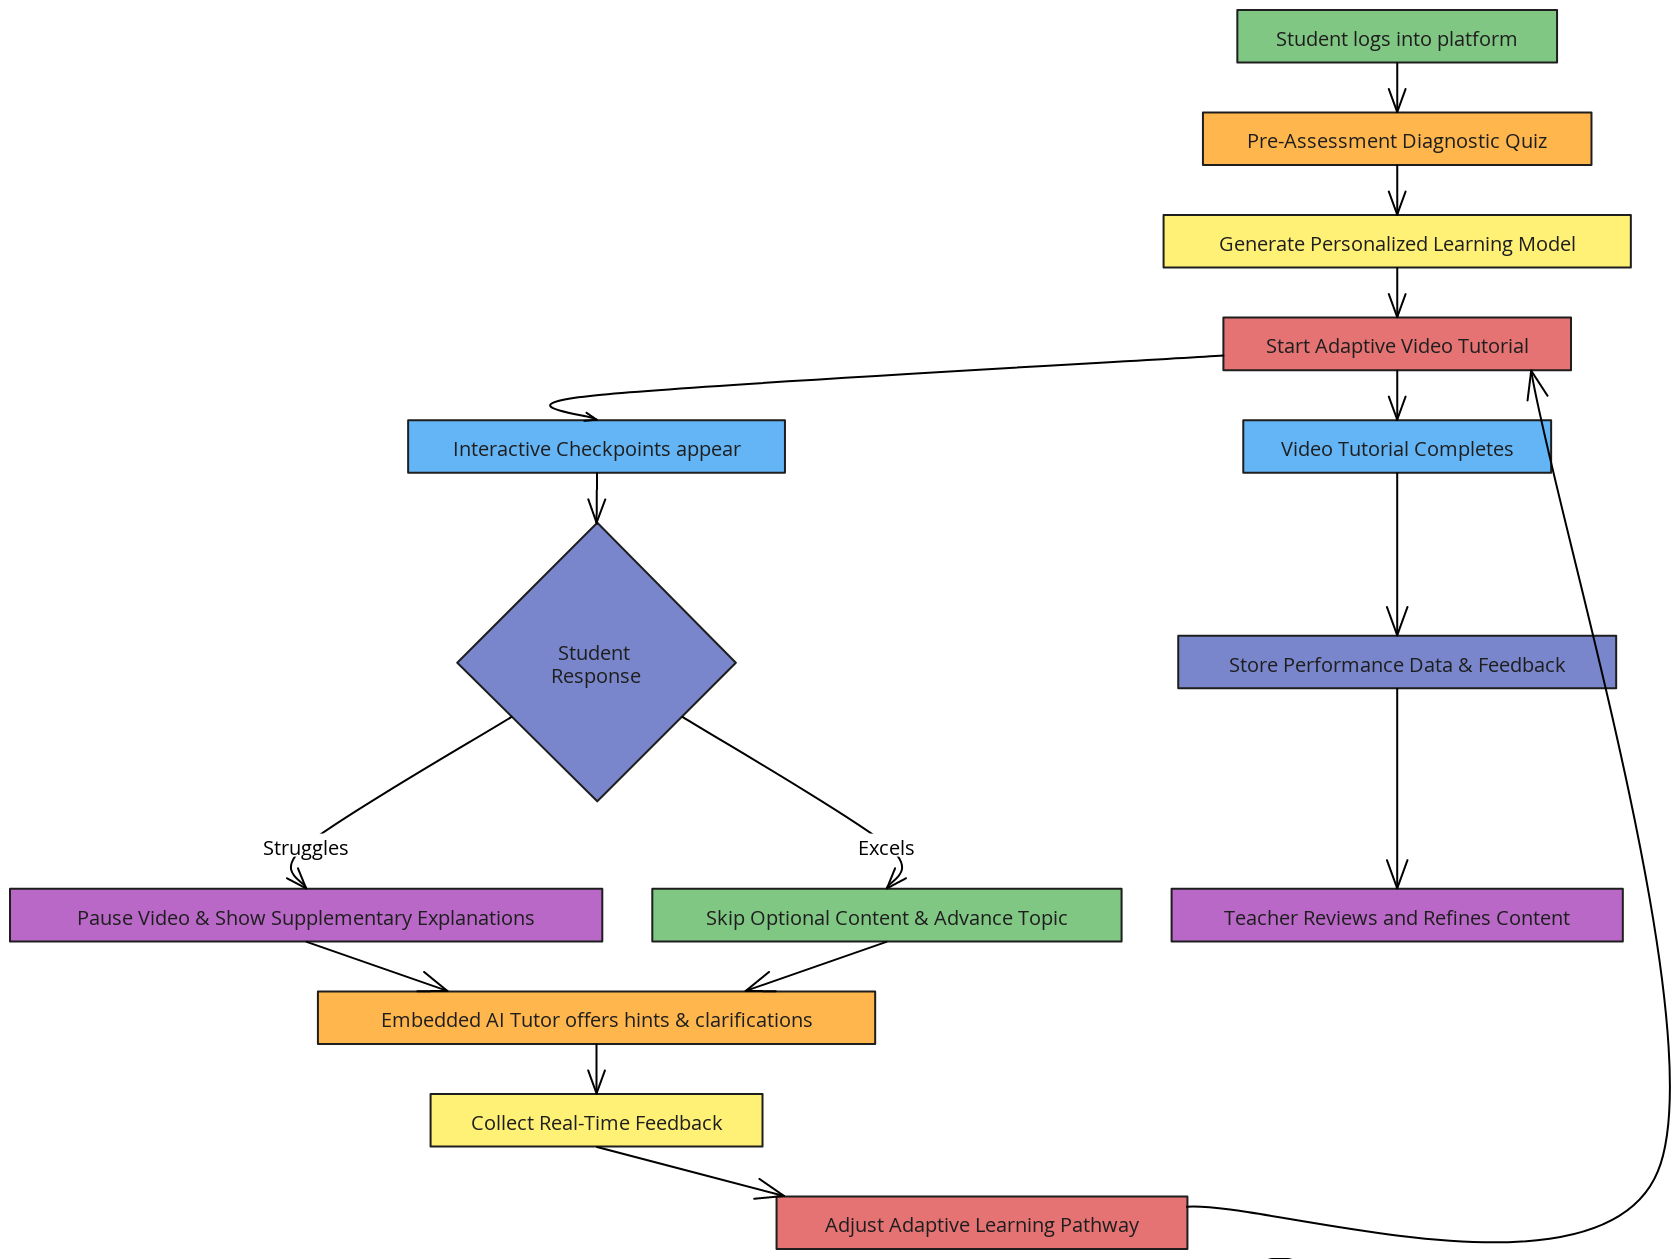 Student logs into platform
Pre-Assessment Diagnostic Quiz
Generate Personalized Learning Model
Start Adaptive Video Tutorial
Interactive Checkpoints appear
Video Tutorial Completes
Student
Response
Store Performance Data & Feedback
Struggles
Excels
Pause Video & Show Supplementary Explanations
Skip Optional Content & Advance Topic
Teacher Reviews and Refines Content
Embedded AI Tutor offers hints & clarifications
Collect Real-Time Feedback
Adjust Adaptive Learning Pathway